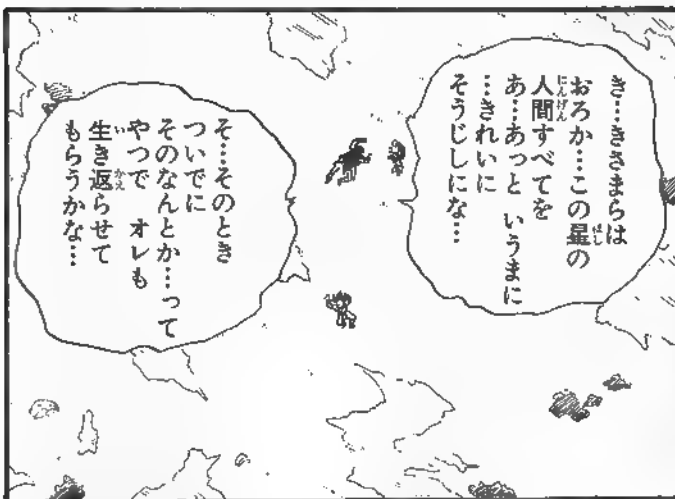 き…きさまらは
おろか…この星の
人間すべてを
あ…あっと いうまに
…きれいに
そうじしにな…
そ…そのとき
ついでに
そのなんとか…って
やつで オレも
生き返らせて
もらうかな…